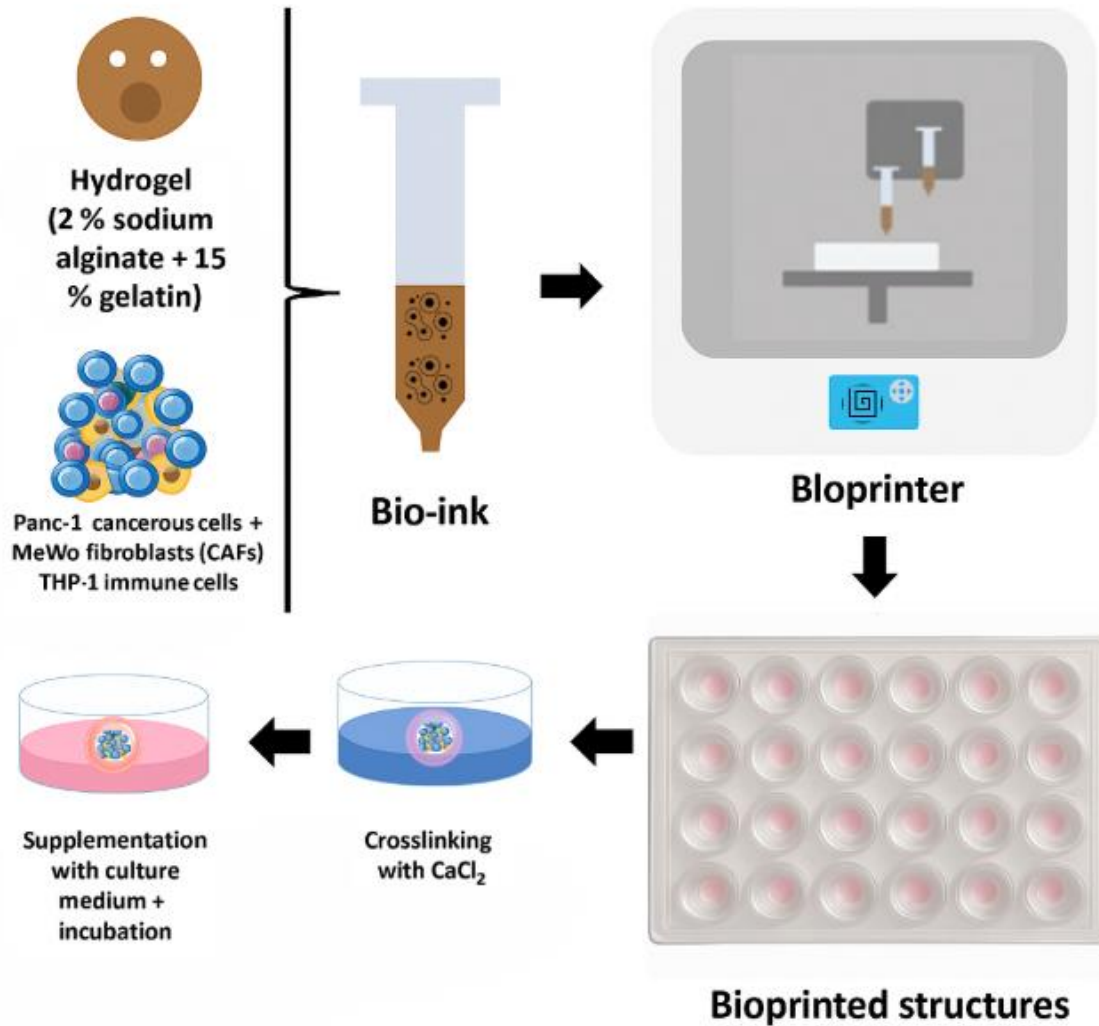 Hydrogel
(2 % sodium
alginate + 15
% gelatin)
Panc-1 cancerous cells +
MeWo fibroblasts (CAFs)
THP-1 immune cells
Bio-ink
Bloprinter
Bioprinted structures
Crosslinking
with CaCl₂
Supplementation
with culture
medium +
incubation